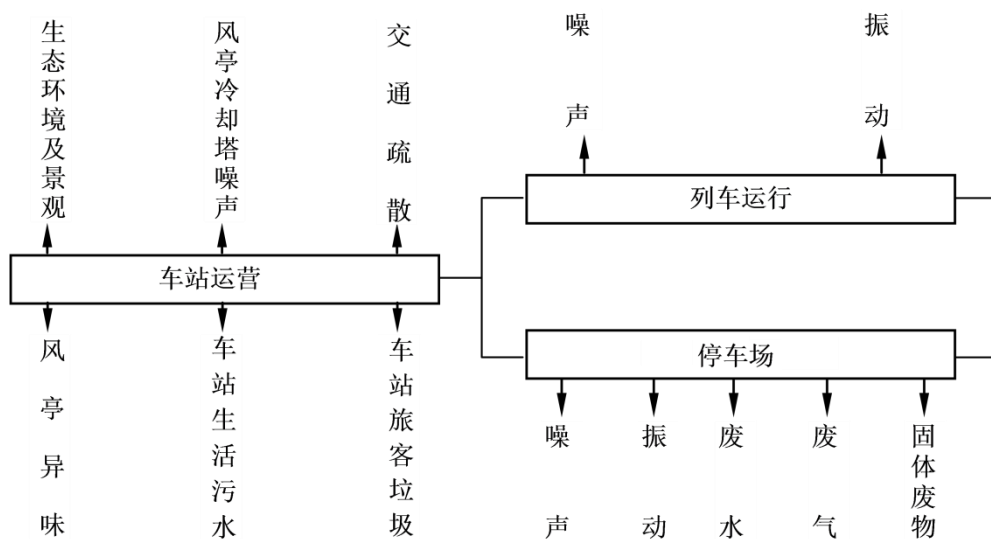 生态环境及景观
风亭冷却塔噪声
交通疏散
噪声
振动
列车运行
车站运营
停车场
风亭异味
车站生活污水
车站旅客垃圾
噪声
振动
废水
废气
固体废物